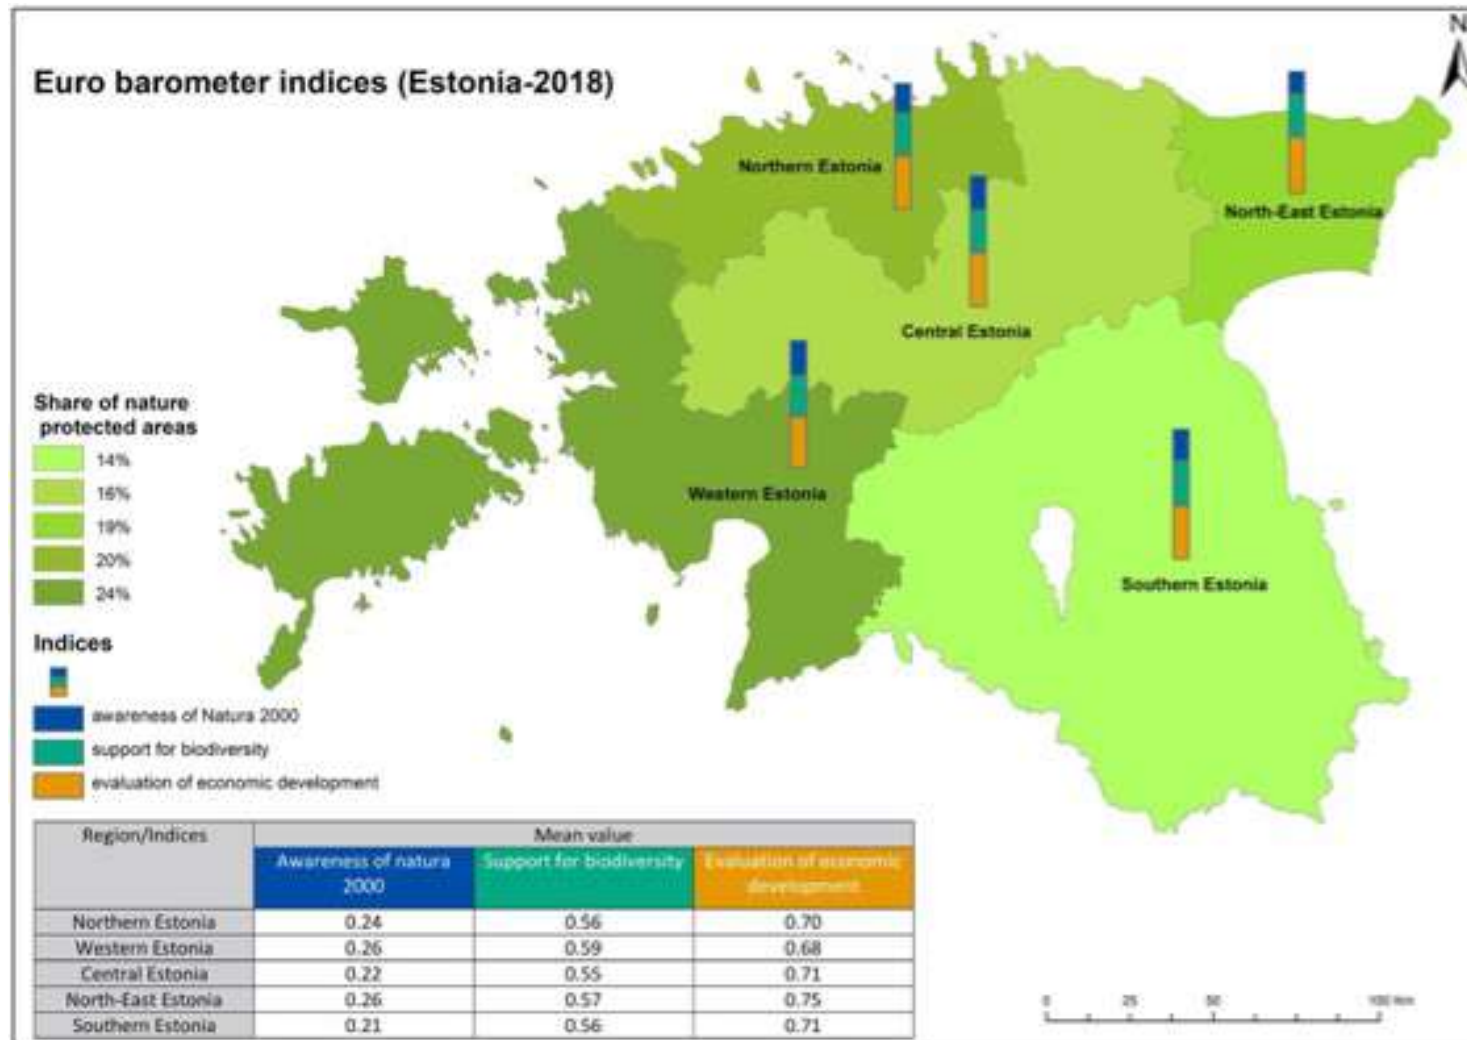 Euro barometer indices (Estonia-2018)
N
Northern Estonia
North-East Estonia
Central Estonia
Western Estonia
Southern Estonia
Share of nature
protected areas
14%
16%
19%
20%
24%
Indices
awareness of Natura 2000
support for biodiversity
evaluation of economic development
Region/Indices Mean value
Awareness of natura 2000 Support for biodiversity Evaluation of economic development
Northern Estonia 0.24 0.56 0.70
Western Estonia 0.26 0.59 0.68
Central Estonia 0.22 0.55 0.71
North-East Estonia 0.26 0.57 0.75
Southern Estonia 0.21 0.56 0.71
0 25 50 100 Km